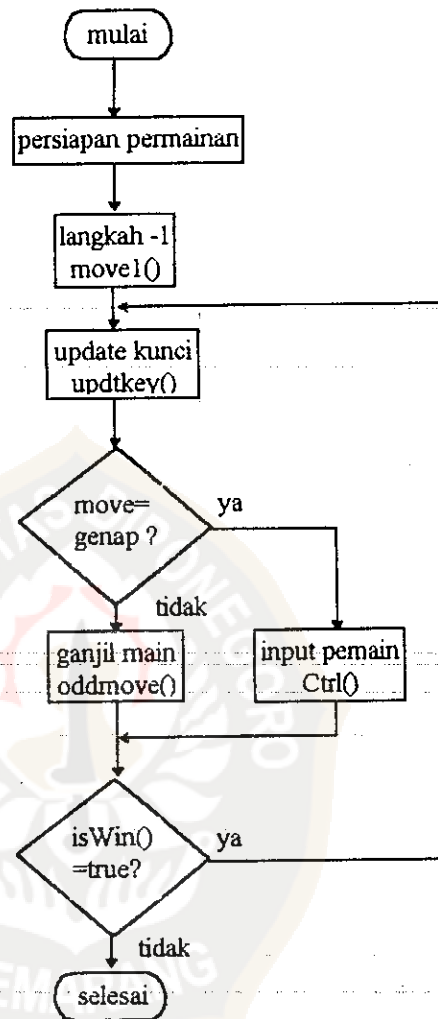 mulai
persiapan permainan
langkah -1
move1()
update kunci
updtkey()
move=
genap ?
ya
tidak
ganjil main
oddmove()
input pemain
Ctrl()
isWin()
=true?
ya
tidak
selesai